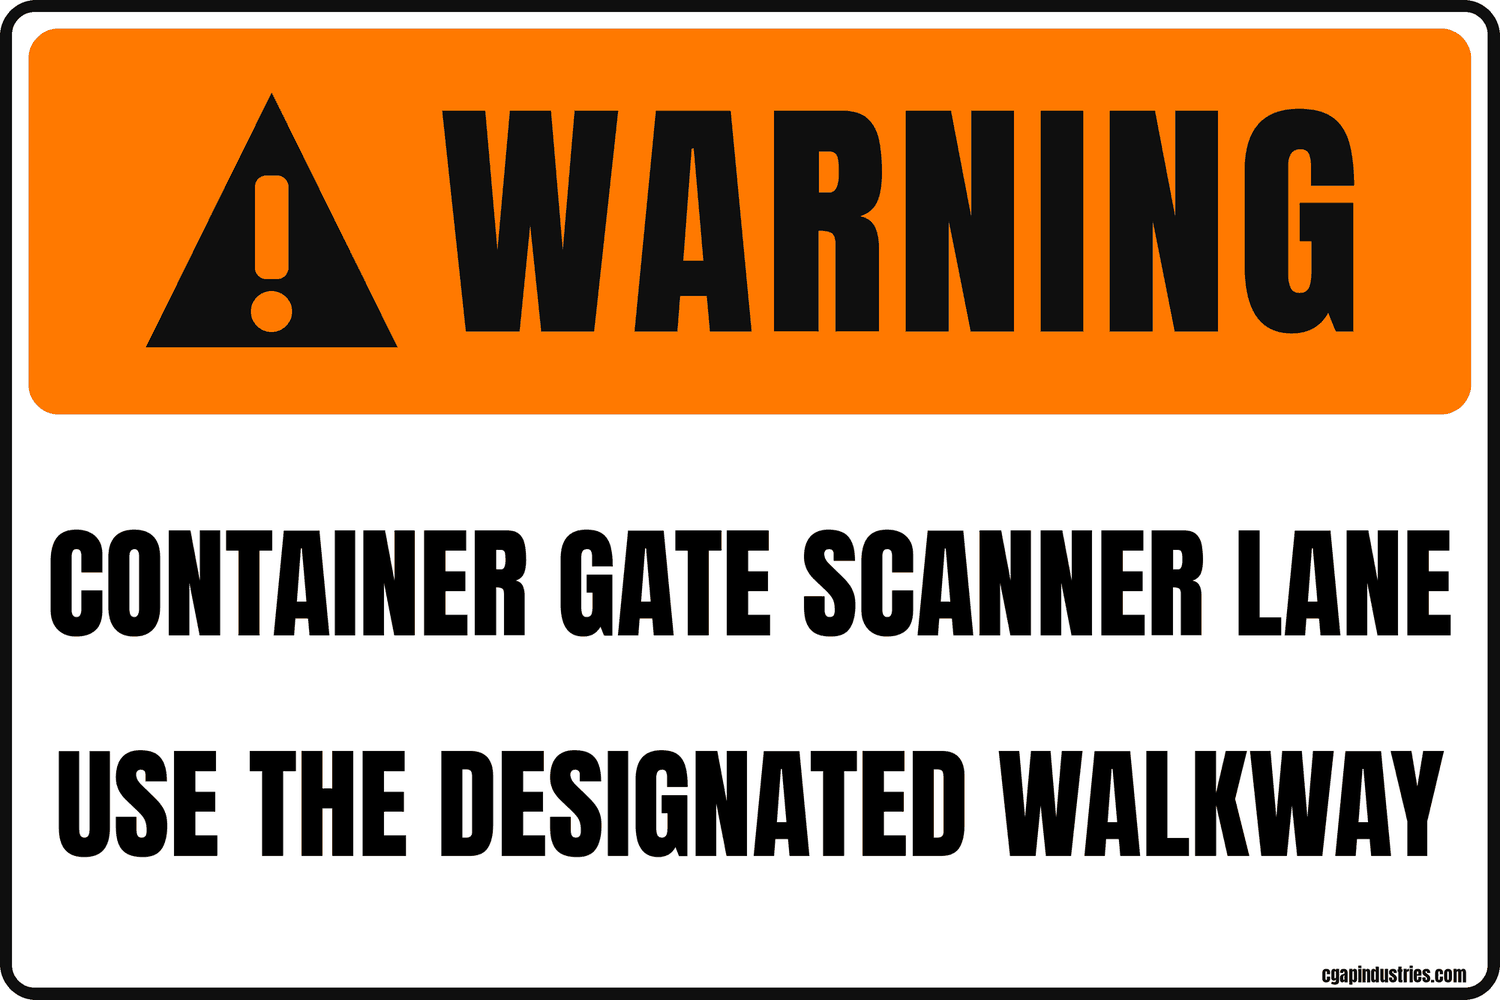 WARNING
CONTAINER GATE SCANNER LANE
USE THE DESIGNATED WALKWAY
cgapindustries.com